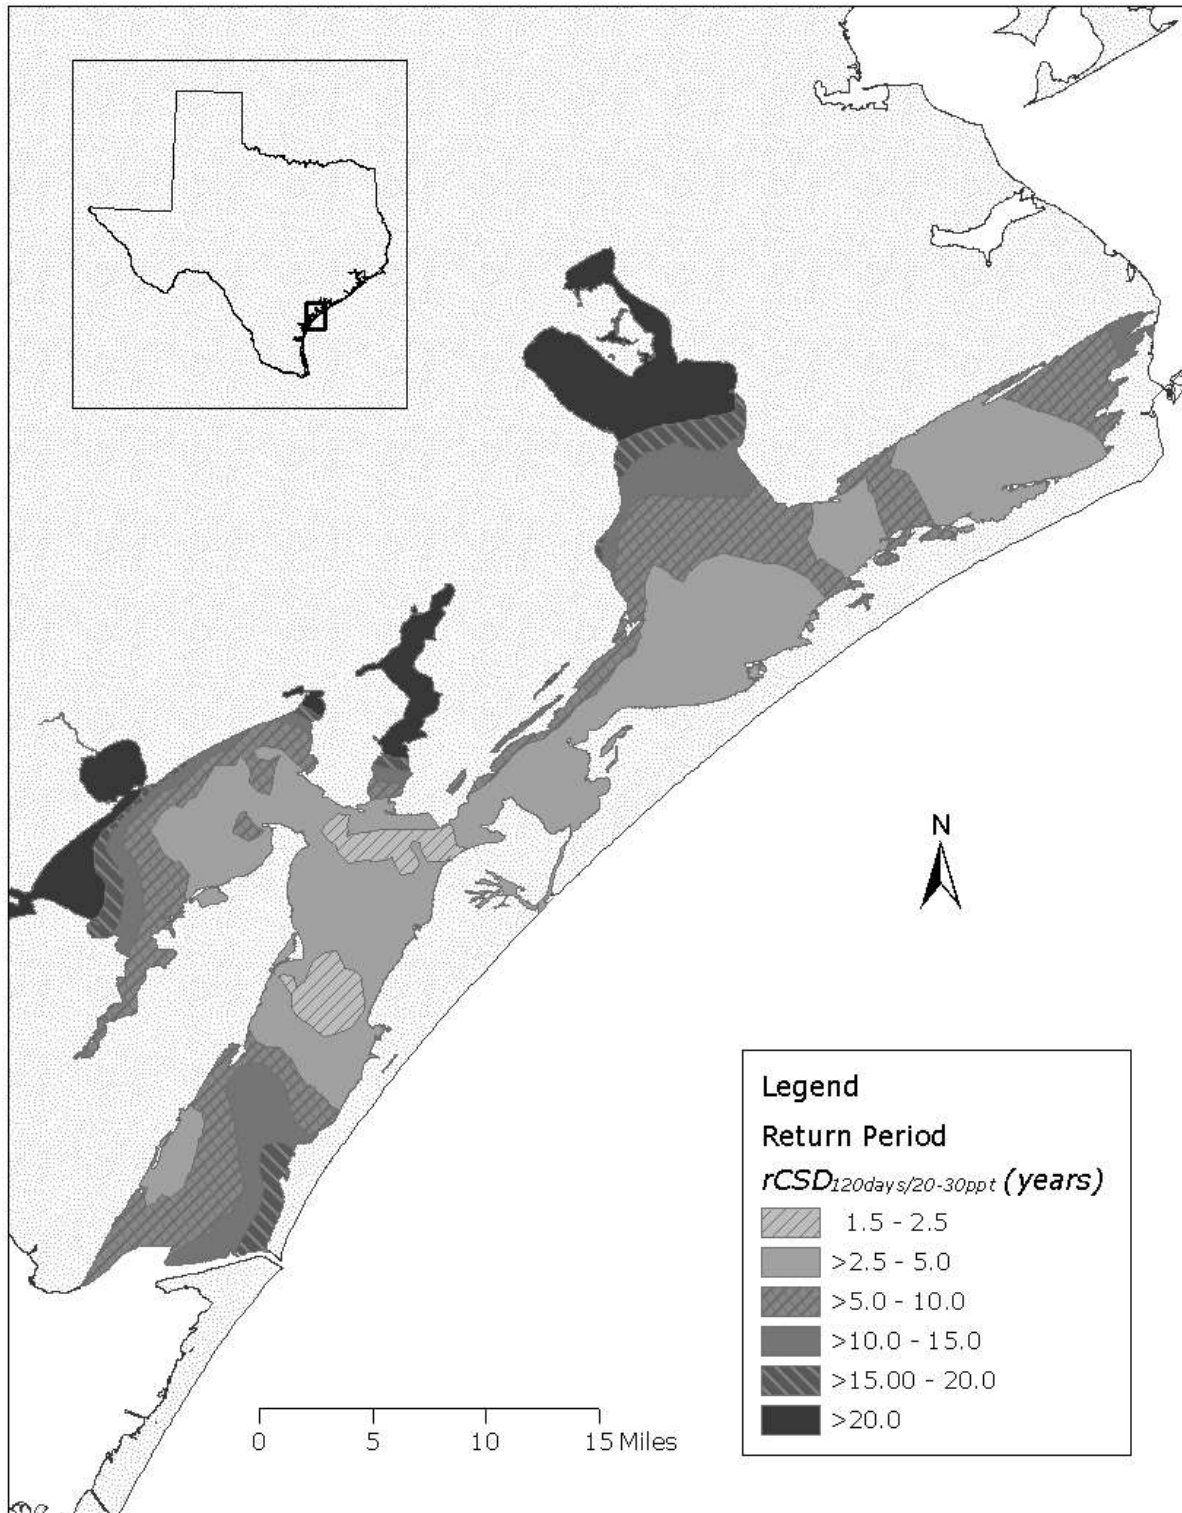 N
Legend
Return Period
rCSD120days/20-30ppt (years)
1.5 - 2.5
>2.5 - 5.0
>5.0 - 10.0
>10.0 - 15.0
>15.00 - 20.0
>20.0
0 5 10 15 Miles